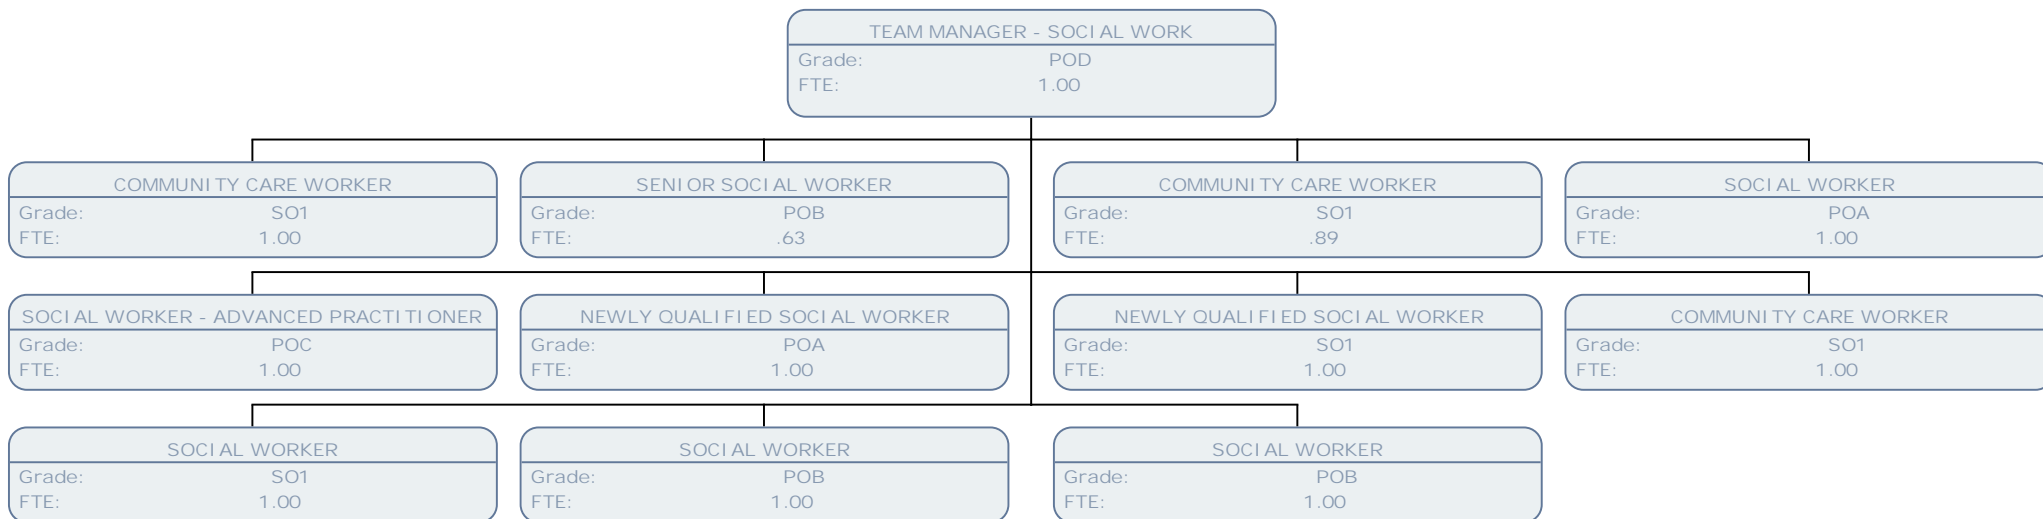 TEAM MANAGER - SOCIAL WORK
Grade: POD
FTE: 1.00
COMMUNITY CARE WORKER
Grade: SO1
FTE: 1.00
SENIOR SOCIAL WORKER
Grade: POB
FTE: .63
COMMUNITY CARE WORKER
Grade: SO1
FTE: .89
SOCIAL WORKER
Grade: POA
FTE: 1.00
SOCIAL WORKER - ADVANCED PRACTITIONER
Grade: POC
FTE: 1.00
NEWLY QUALIFIED SOCIAL WORKER
Grade: POA
FTE: 1.00
NEWLY QUALIFIED SOCIAL WORKER
Grade: SO1
FTE: 1.00
COMMUNITY CARE WORKER
Grade: SO1
FTE: 1.00
SOCIAL WORKER
Grade: SO1
FTE: 1.00
SOCIAL WORKER
Grade: POB
FTE: 1.00
SOCIAL WORKER
Grade: POB
FTE: 1.00